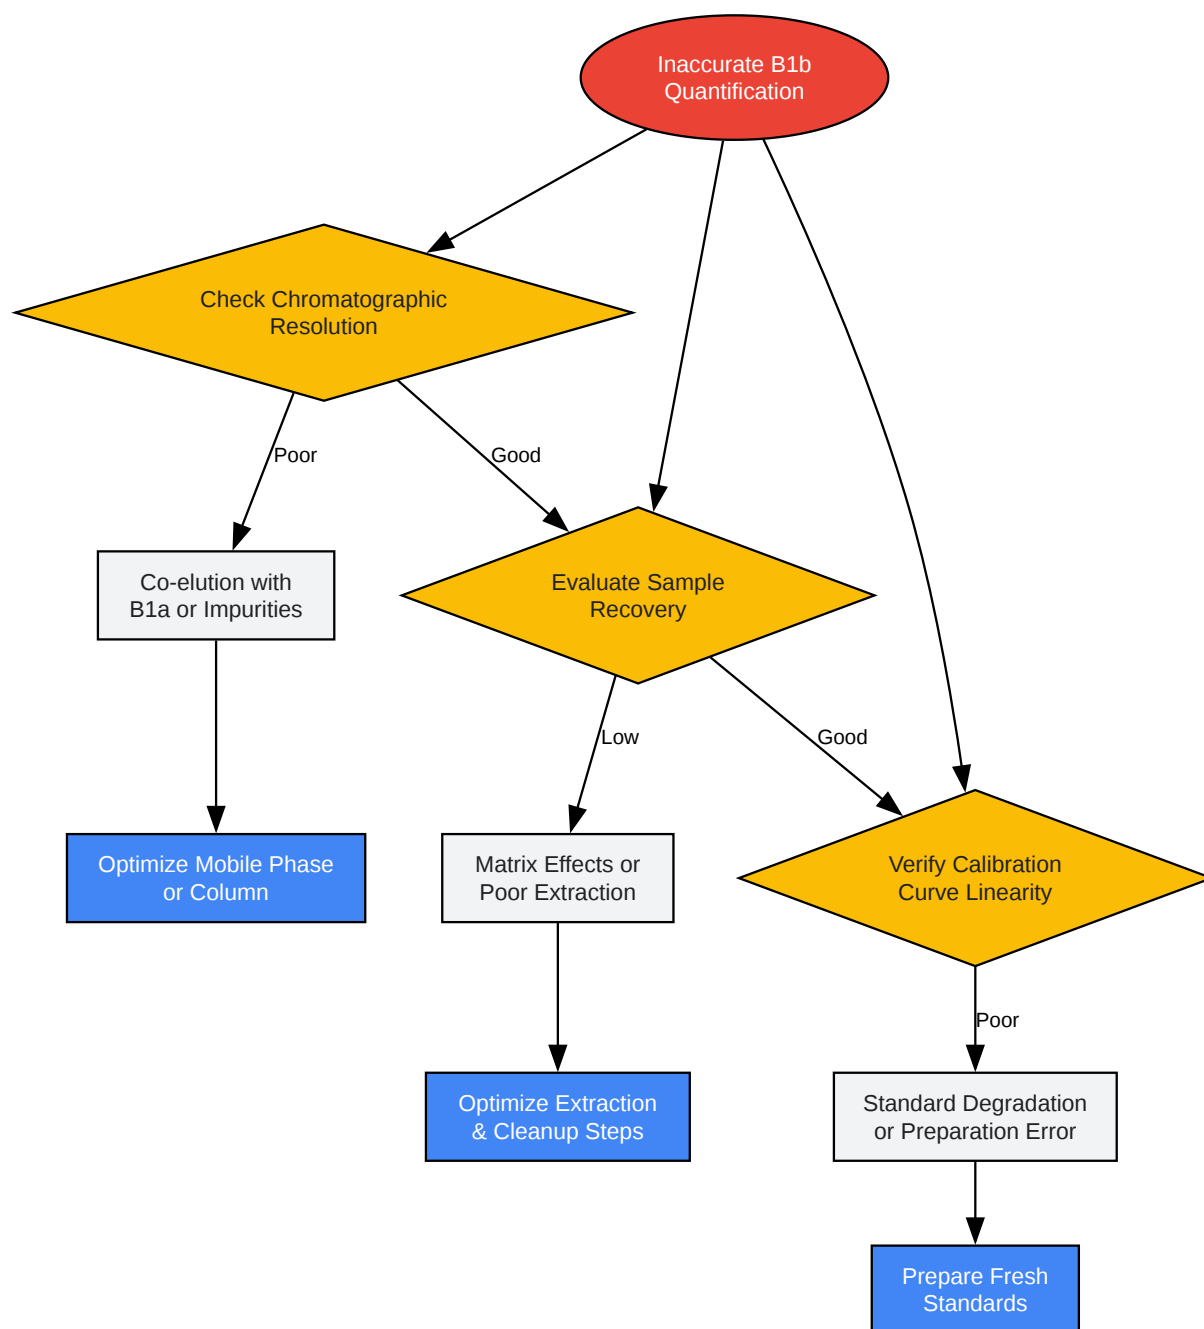 Inaccurate B1b
Quantification
Check Chromatographic
Resolution
Poor
Good
Co-elution with
B1a or Impurities
Evaluate Sample
Recovery
Low
Good
Optimize Mobile Phase
or Column
Matrix Effects or
Poor Extraction
Verify Calibration
Curve Linearity
Poor
Optimize Extraction
& Cleanup Steps
Standard Degradation
or Preparation Error
Prepare Fresh
Standards